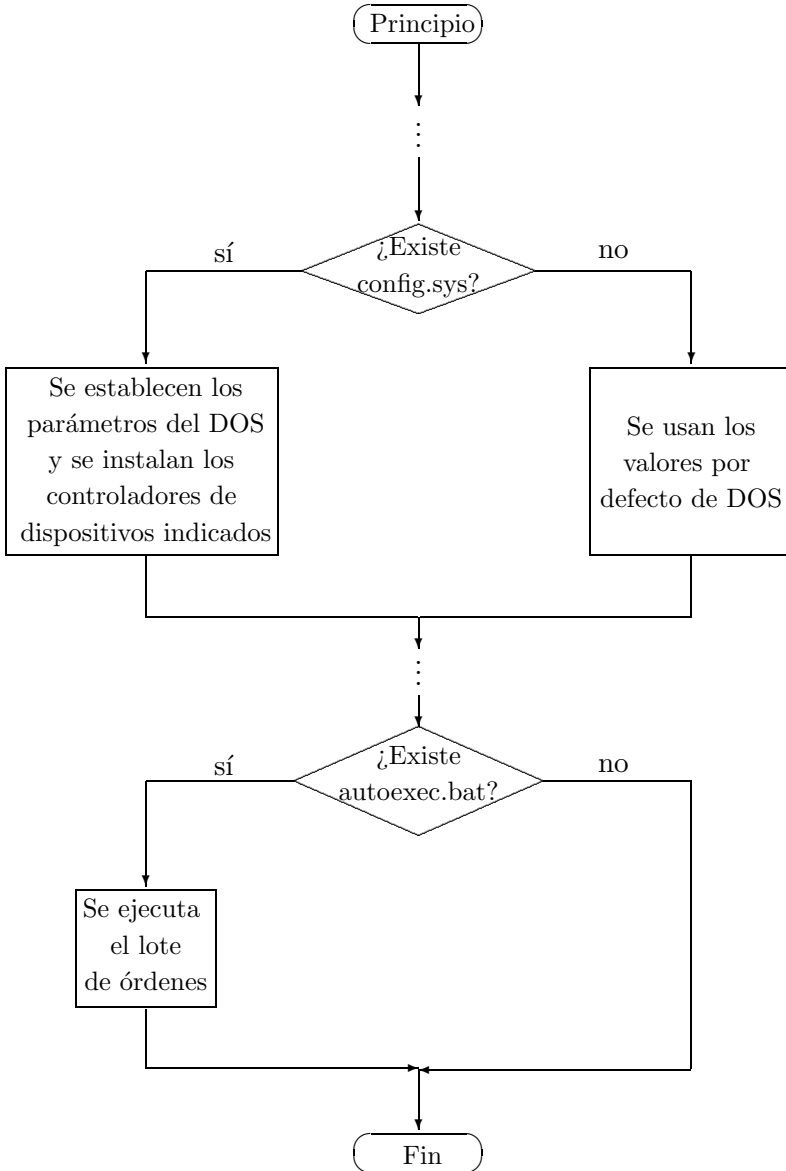 Principio
⋮
¿Existe
config.sys?
sí
no
Se establecen los
parámetros del DOS
y se instalan los
controladores de
dispositivos indicados
Se usan los
valores por
defecto de DOS
⋮
¿Existe
autoexec.bat?
sí
no
Se ejecuta
el lote
de órdenes
Fin